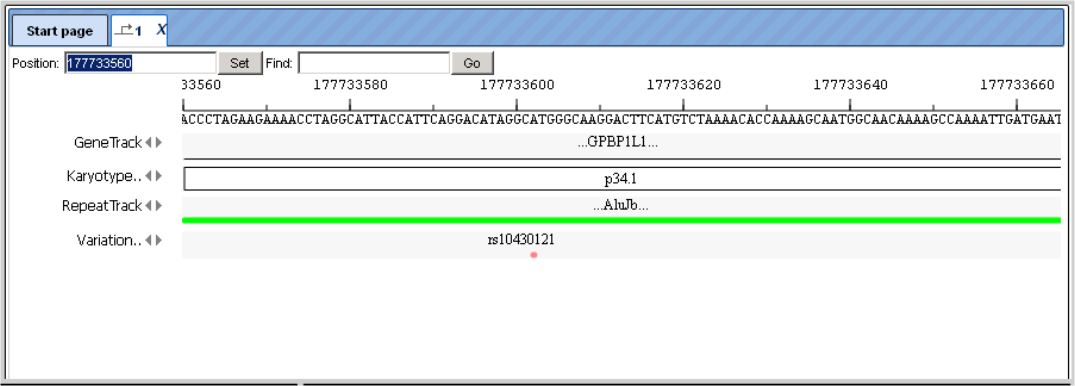 Start page 1 X
Position: 177733560 Set Find: Go
33560 177733580 177733600 177733620 177733640 177733660
ACCCTAGAAGAAAACCTAGGCATTACCATTCAGGACATAGGCATGGGCAAGGACTTCATGTCTAAAACACCAAAAGCAATGGCAACAAAAGCCAAAATTGATGAAT
GeneTrack ...GPBP1L1...
Karyotype.. p34.1
RepeatTrack ...AluJb...
Variation.. rs10430121